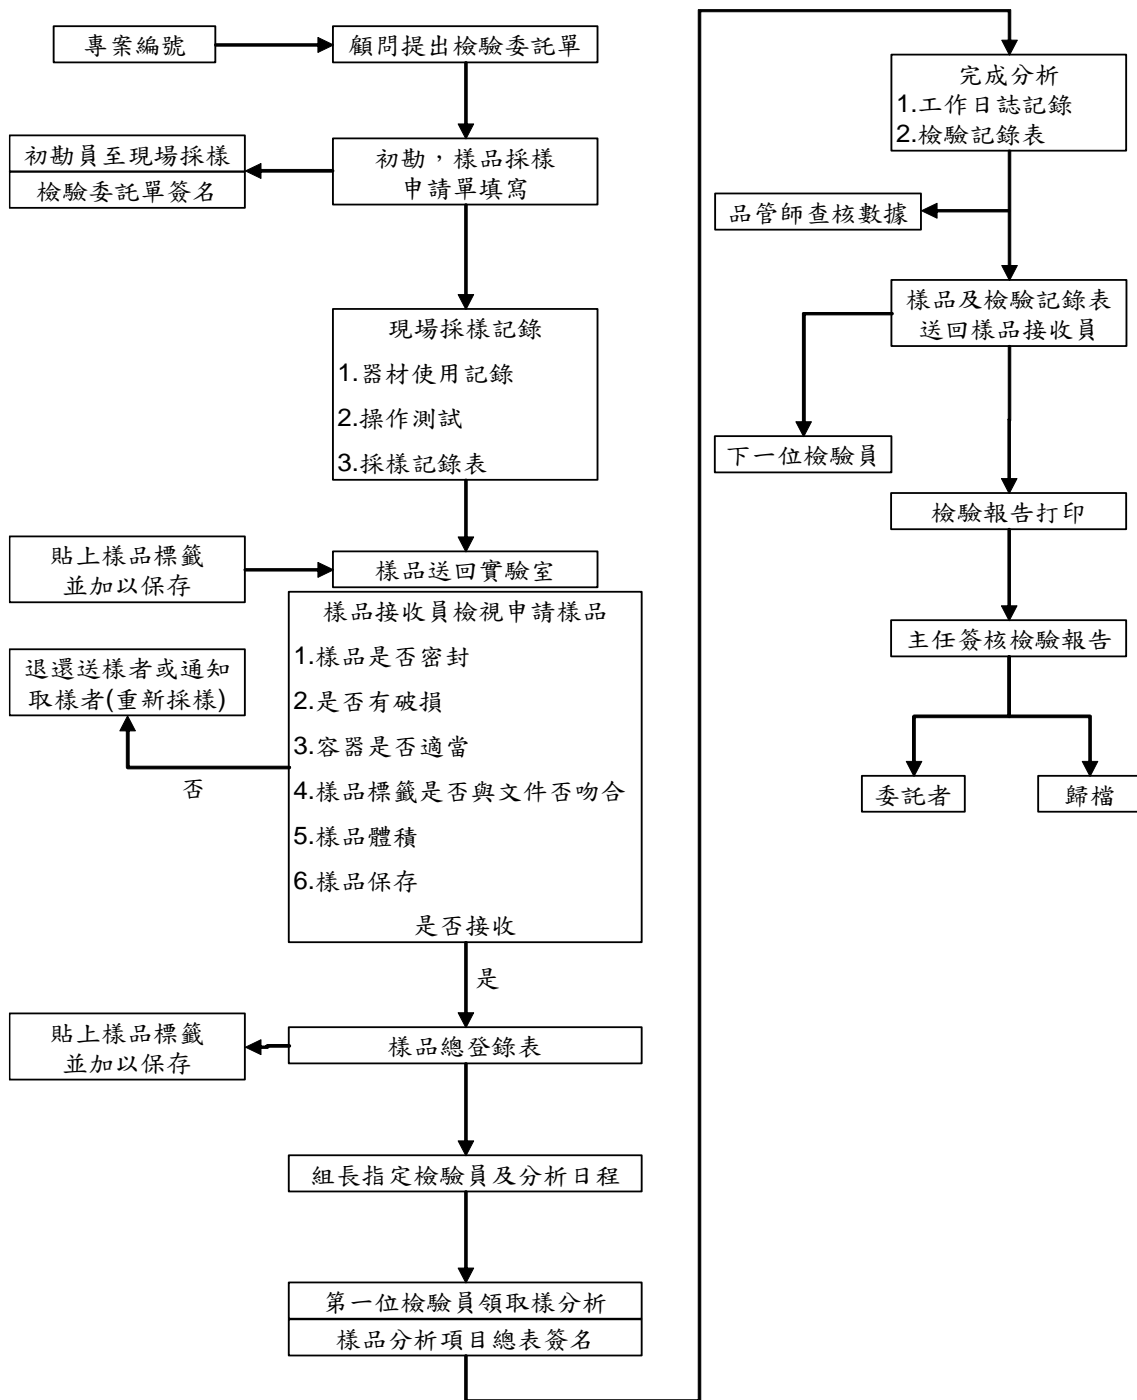 專案編號
顧問提出檢驗委託單
初勘員至現場採樣
檢驗委託單簽名
初勘，樣品採樣
申請單填寫
現場採樣記錄
1.器材使用記錄
2.操作測試
3.採樣記錄表
貼上樣品標籤
並加以保存
樣品送回實驗室
樣品接收員檢視申請樣品
1.樣品是否密封
2.是否有破損
3.容器是否適當
4.樣品標籤是否與文件否吻合
5.樣品體積
6.樣品保存
是否接收
退還送樣者或通知
取樣者(重新採樣)
否
是
貼上樣品標籤
並加以保存
樣品總登錄表
組長指定檢驗員及分析日程
第一位檢驗員領取樣分析
樣品分析項目總表簽名
完成分析
1.工作日誌記錄
2.檢驗記錄表
品管師查核數據
樣品及檢驗記錄表
送回樣品接收員
下一位檢驗員
檢驗報告打印
主任簽核檢驗報告
委託者
歸檔